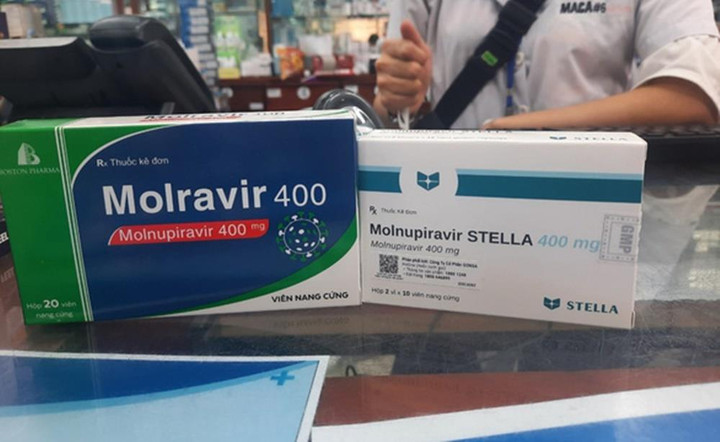 MACA#5
BOSTON PHARMA
Rx Thuốc kê đơn
Molravir 400
Molnupiravir 400 mg
Hộp 20 viên
nang cứng
VIÊN NANG CỨNG
STELLA
Rx Thuốc Kê Đơn
Molnupiravir STELLA 400 mg
Molnupiravir 400 mg
GMP
Hộp 2 vỉ x 10 viên nang cứng
STELLA